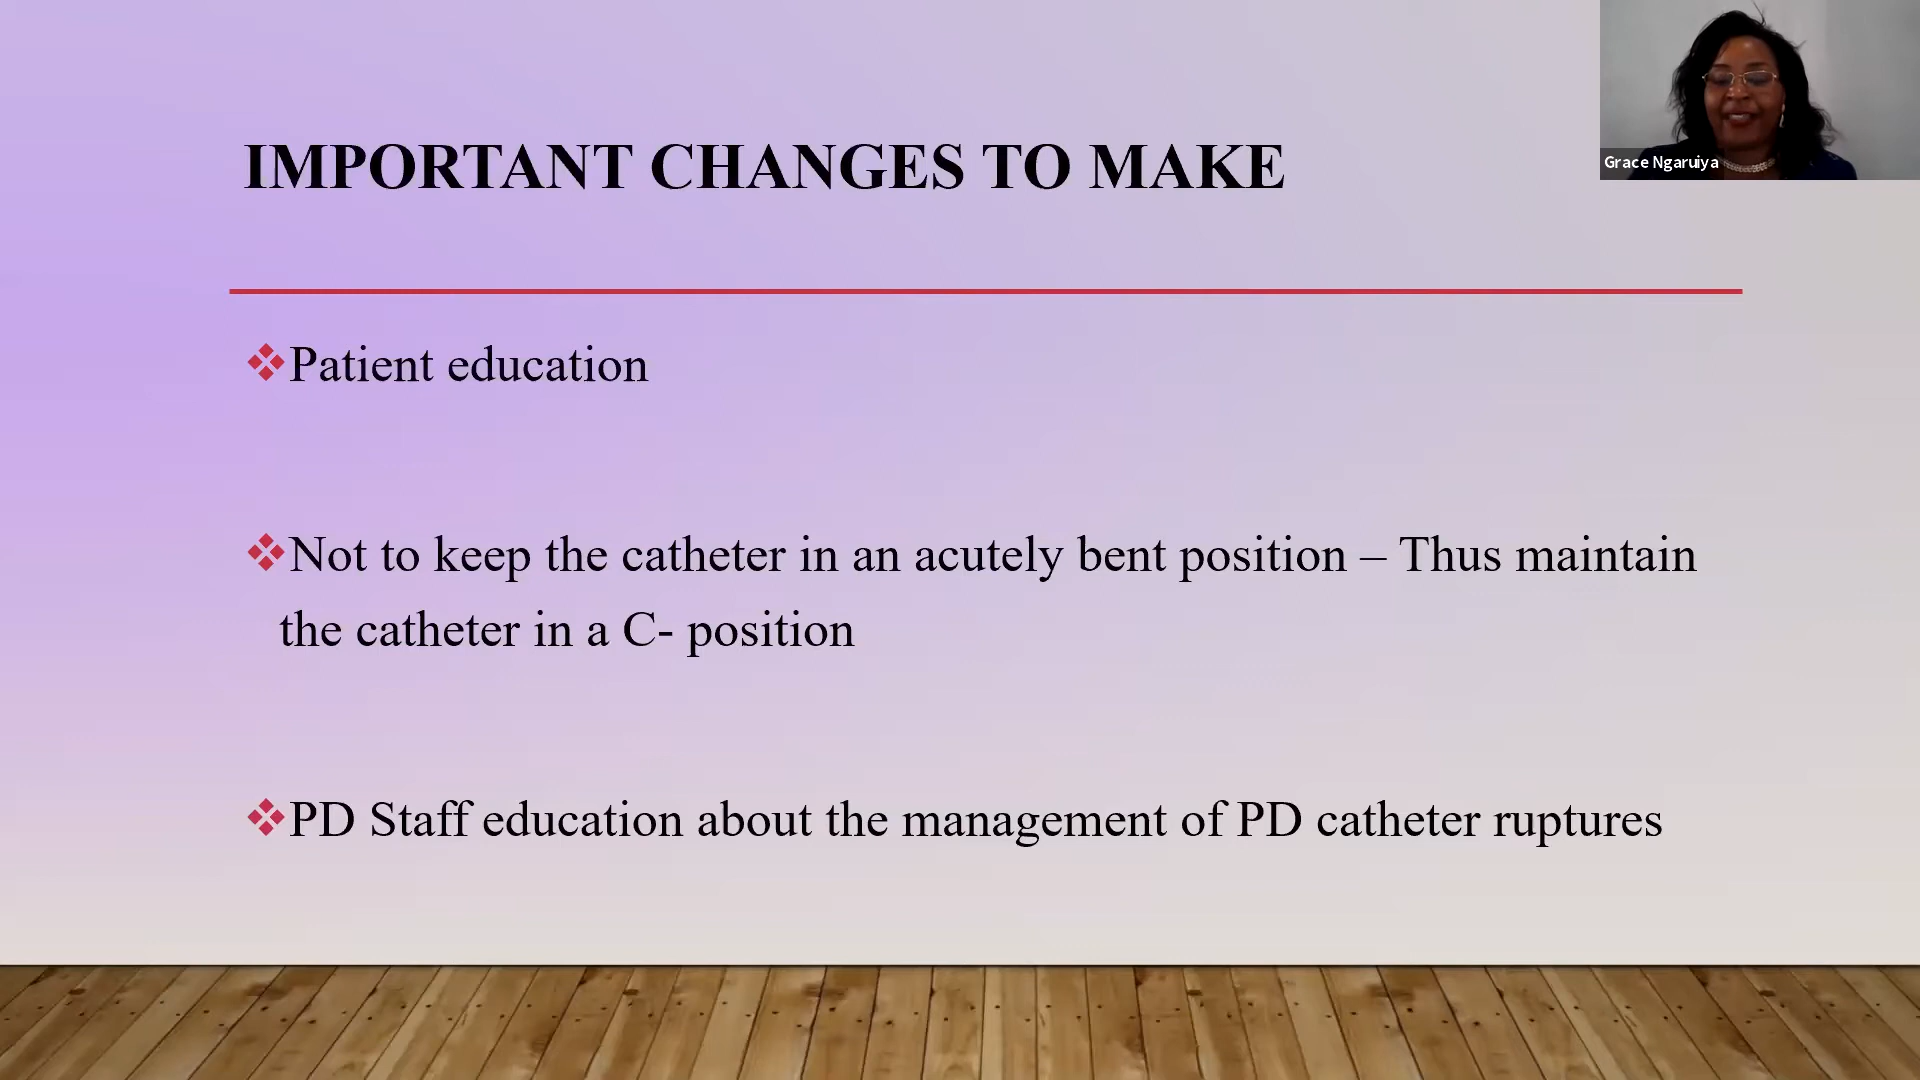 IMPORTANT CHANGES TO MAKE
Grace Ngaruiya
Patient education
Not to keep the catheter in an acutely bent position – Thus maintain
the catheter in a C- position
PD Staff education about the management of PD catheter ruptures